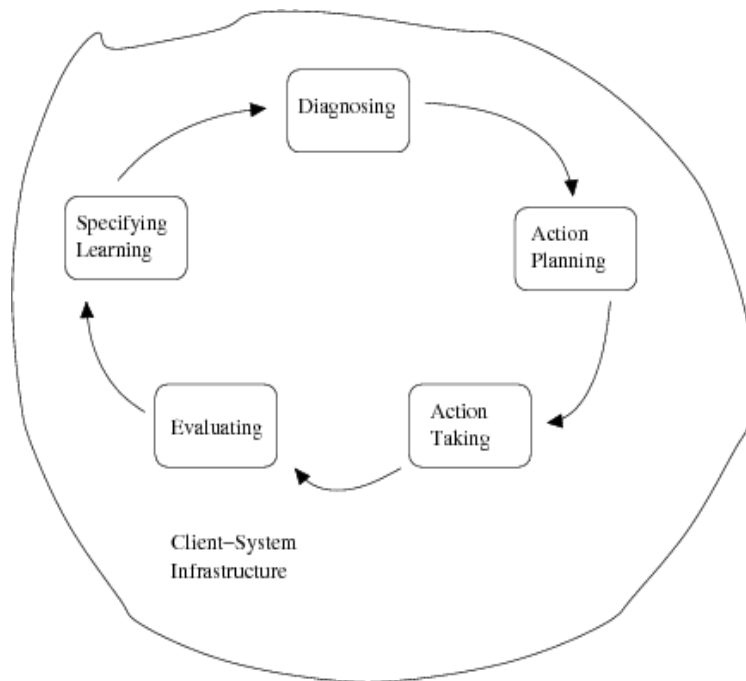 Diagnosing
Action
Planning
Action
Taking
Evaluating
Specifying
Learning
Client–System
Infrastructure